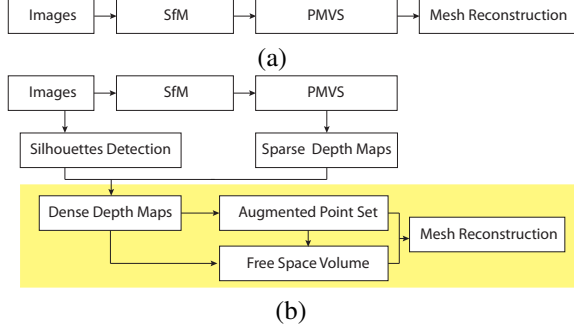 Images SfM PMVS Mesh Reconstruction
(a)
Images SfM PMVS
Silhouettes Detection Sparse Depth Maps
Dense Depth Maps Augmented Point Set
Mesh Reconstruction
Free Space Volume
(b)